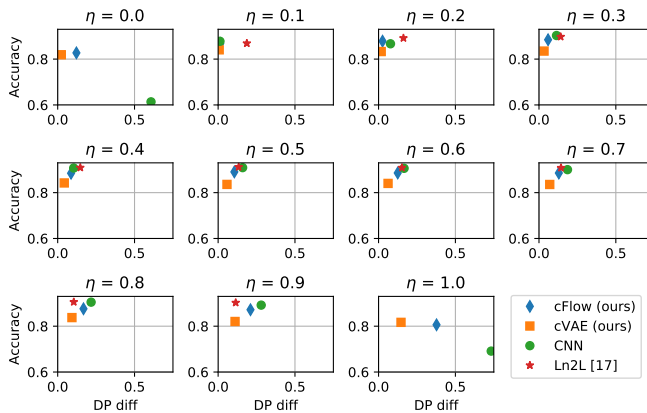 η = 0.0
η = 0.1
η = 0.2
η = 0.3
Accuracy
0.8
0.6
0.0 0.5
0.8
0.6
0.0 0.5
0.8
0.6
0.0 0.5
0.8
0.6
0.0 0.5
η = 0.4
η = 0.5
η = 0.6
η = 0.7
Accuracy
0.8
0.6
0.0 0.5
0.8
0.6
0.0 0.5
0.8
0.6
0.0 0.5
0.8
0.6
0.0 0.5
η = 0.8
η = 0.9
η = 1.0
Accuracy
0.8
0.6
0.0 0.5
DP diff
0.8
0.6
0.0 0.5
DP diff
0.8
0.6
0.0 0.5
DP diff
cFlow (ours)
cVAE (ours)
CNN
Ln2L [17]